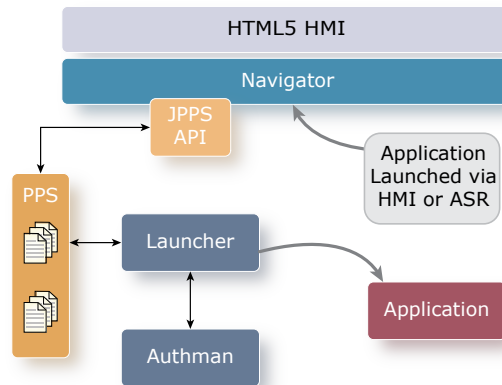 HTML5 HMI
Navigator
JPPS
API
Application
Launched via
HMI or ASR
PPS
Launcher
Application
Authman